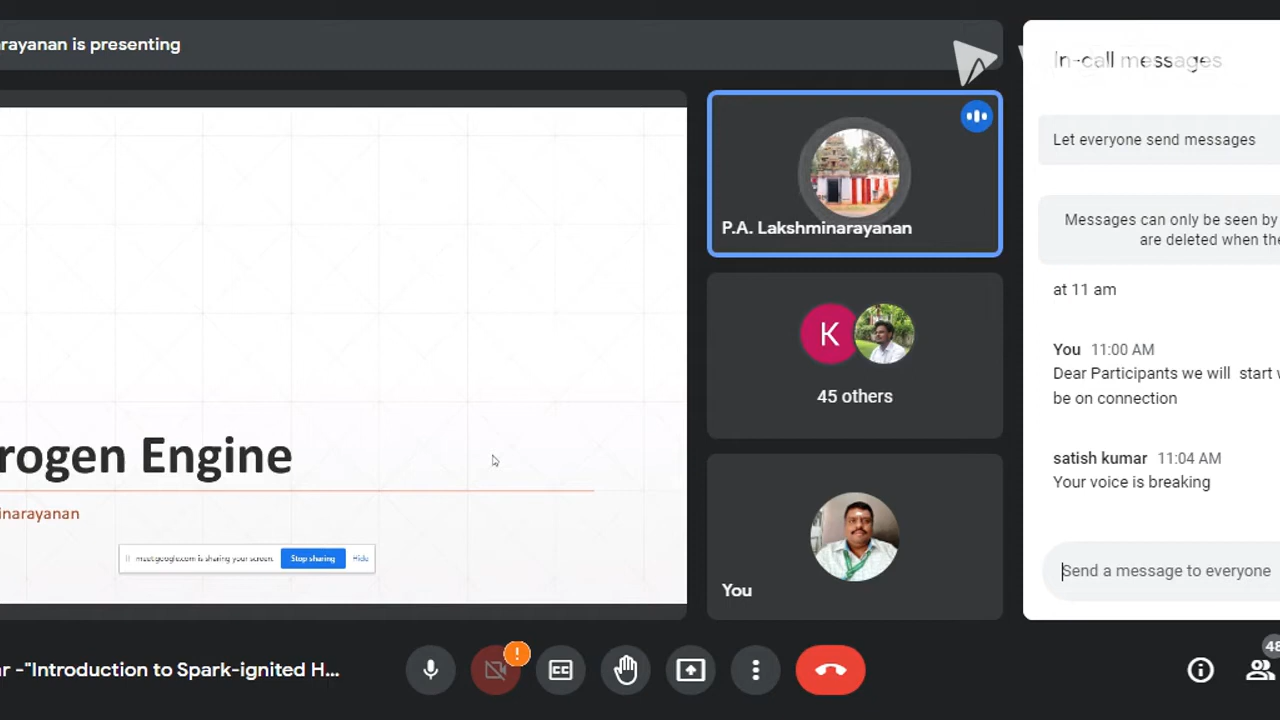 rayanan is presenting
In-call messages
Let everyone send messages
Messages can only be seen by
are deleted when the
at 11 am
You 11:00 AM
Dear Participants we will start w
be on connection
satish kumar 11:04 AM
Your voice is breaking
Send a message to everyone
P.A. Lakshminarayanan
K
45 others
You
rogen Engine
inarayanan
meet.google.com is sharing your screen.
Stop sharing
Hide
ar -"Introduction to Spark-ignited H...
!
CC
48